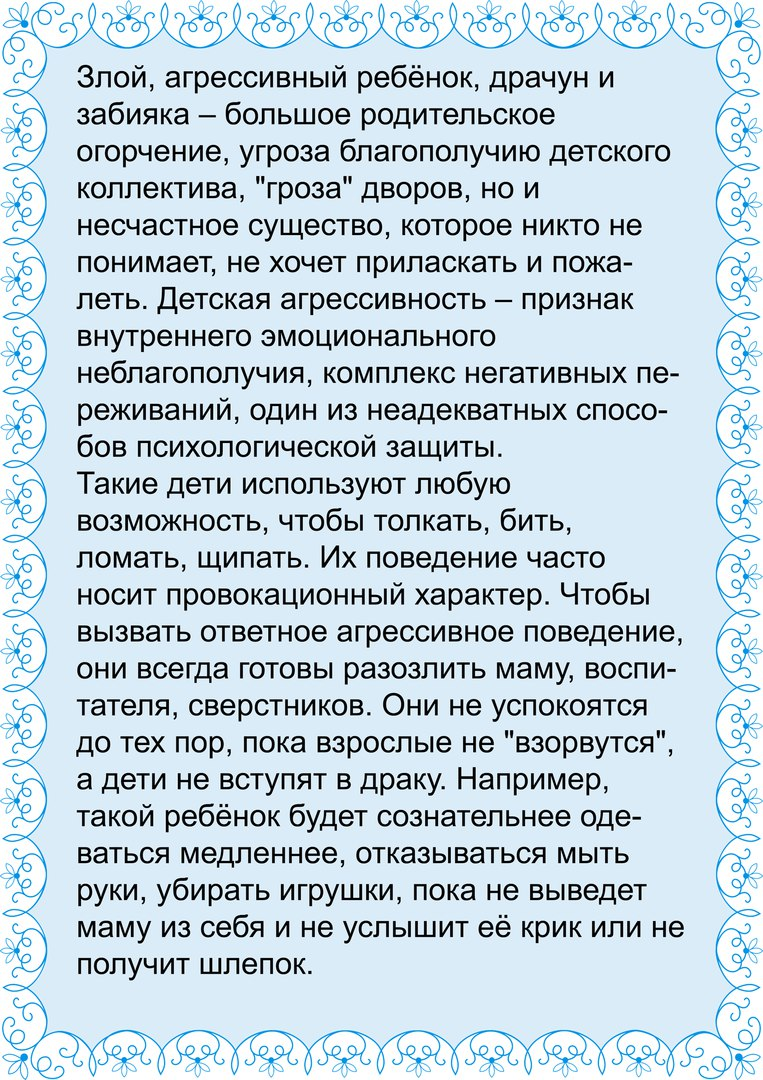 Злой, агрессивный ребёнок, драчун и
забияка – большое родительское
огорчение, угроза благополучию детского
коллектива, "гроза" дворов, но и
несчастное существо, которое никто не
понимает, не хочет приласкать и пожа-
леть. Детская агрессивность – признак
внутреннего эмоционального
неблагополучия, комплекс негативных пе-
реживаний, один из неадекватных спосо-
бов психологической защиты.
Такие дети используют любую
возможность, чтобы толкать, бить,
ломать, щипать. Их поведение часто
носит провокационный характер. Чтобы
вызвать ответное агрессивное поведение,
они всегда готовы разозлить маму, воспи-
тателя, сверстников. Они не успокоятся
до тех пор, пока взрослые не "взорвутся",
а дети не вступят в драку. Например,
такой ребёнок будет сознательнее оде-
ваться медленнее, отказываться мыть
руки, убирать игрушки, пока не выведет
маму из себя и не услышит её крик или не
получит шлепок.